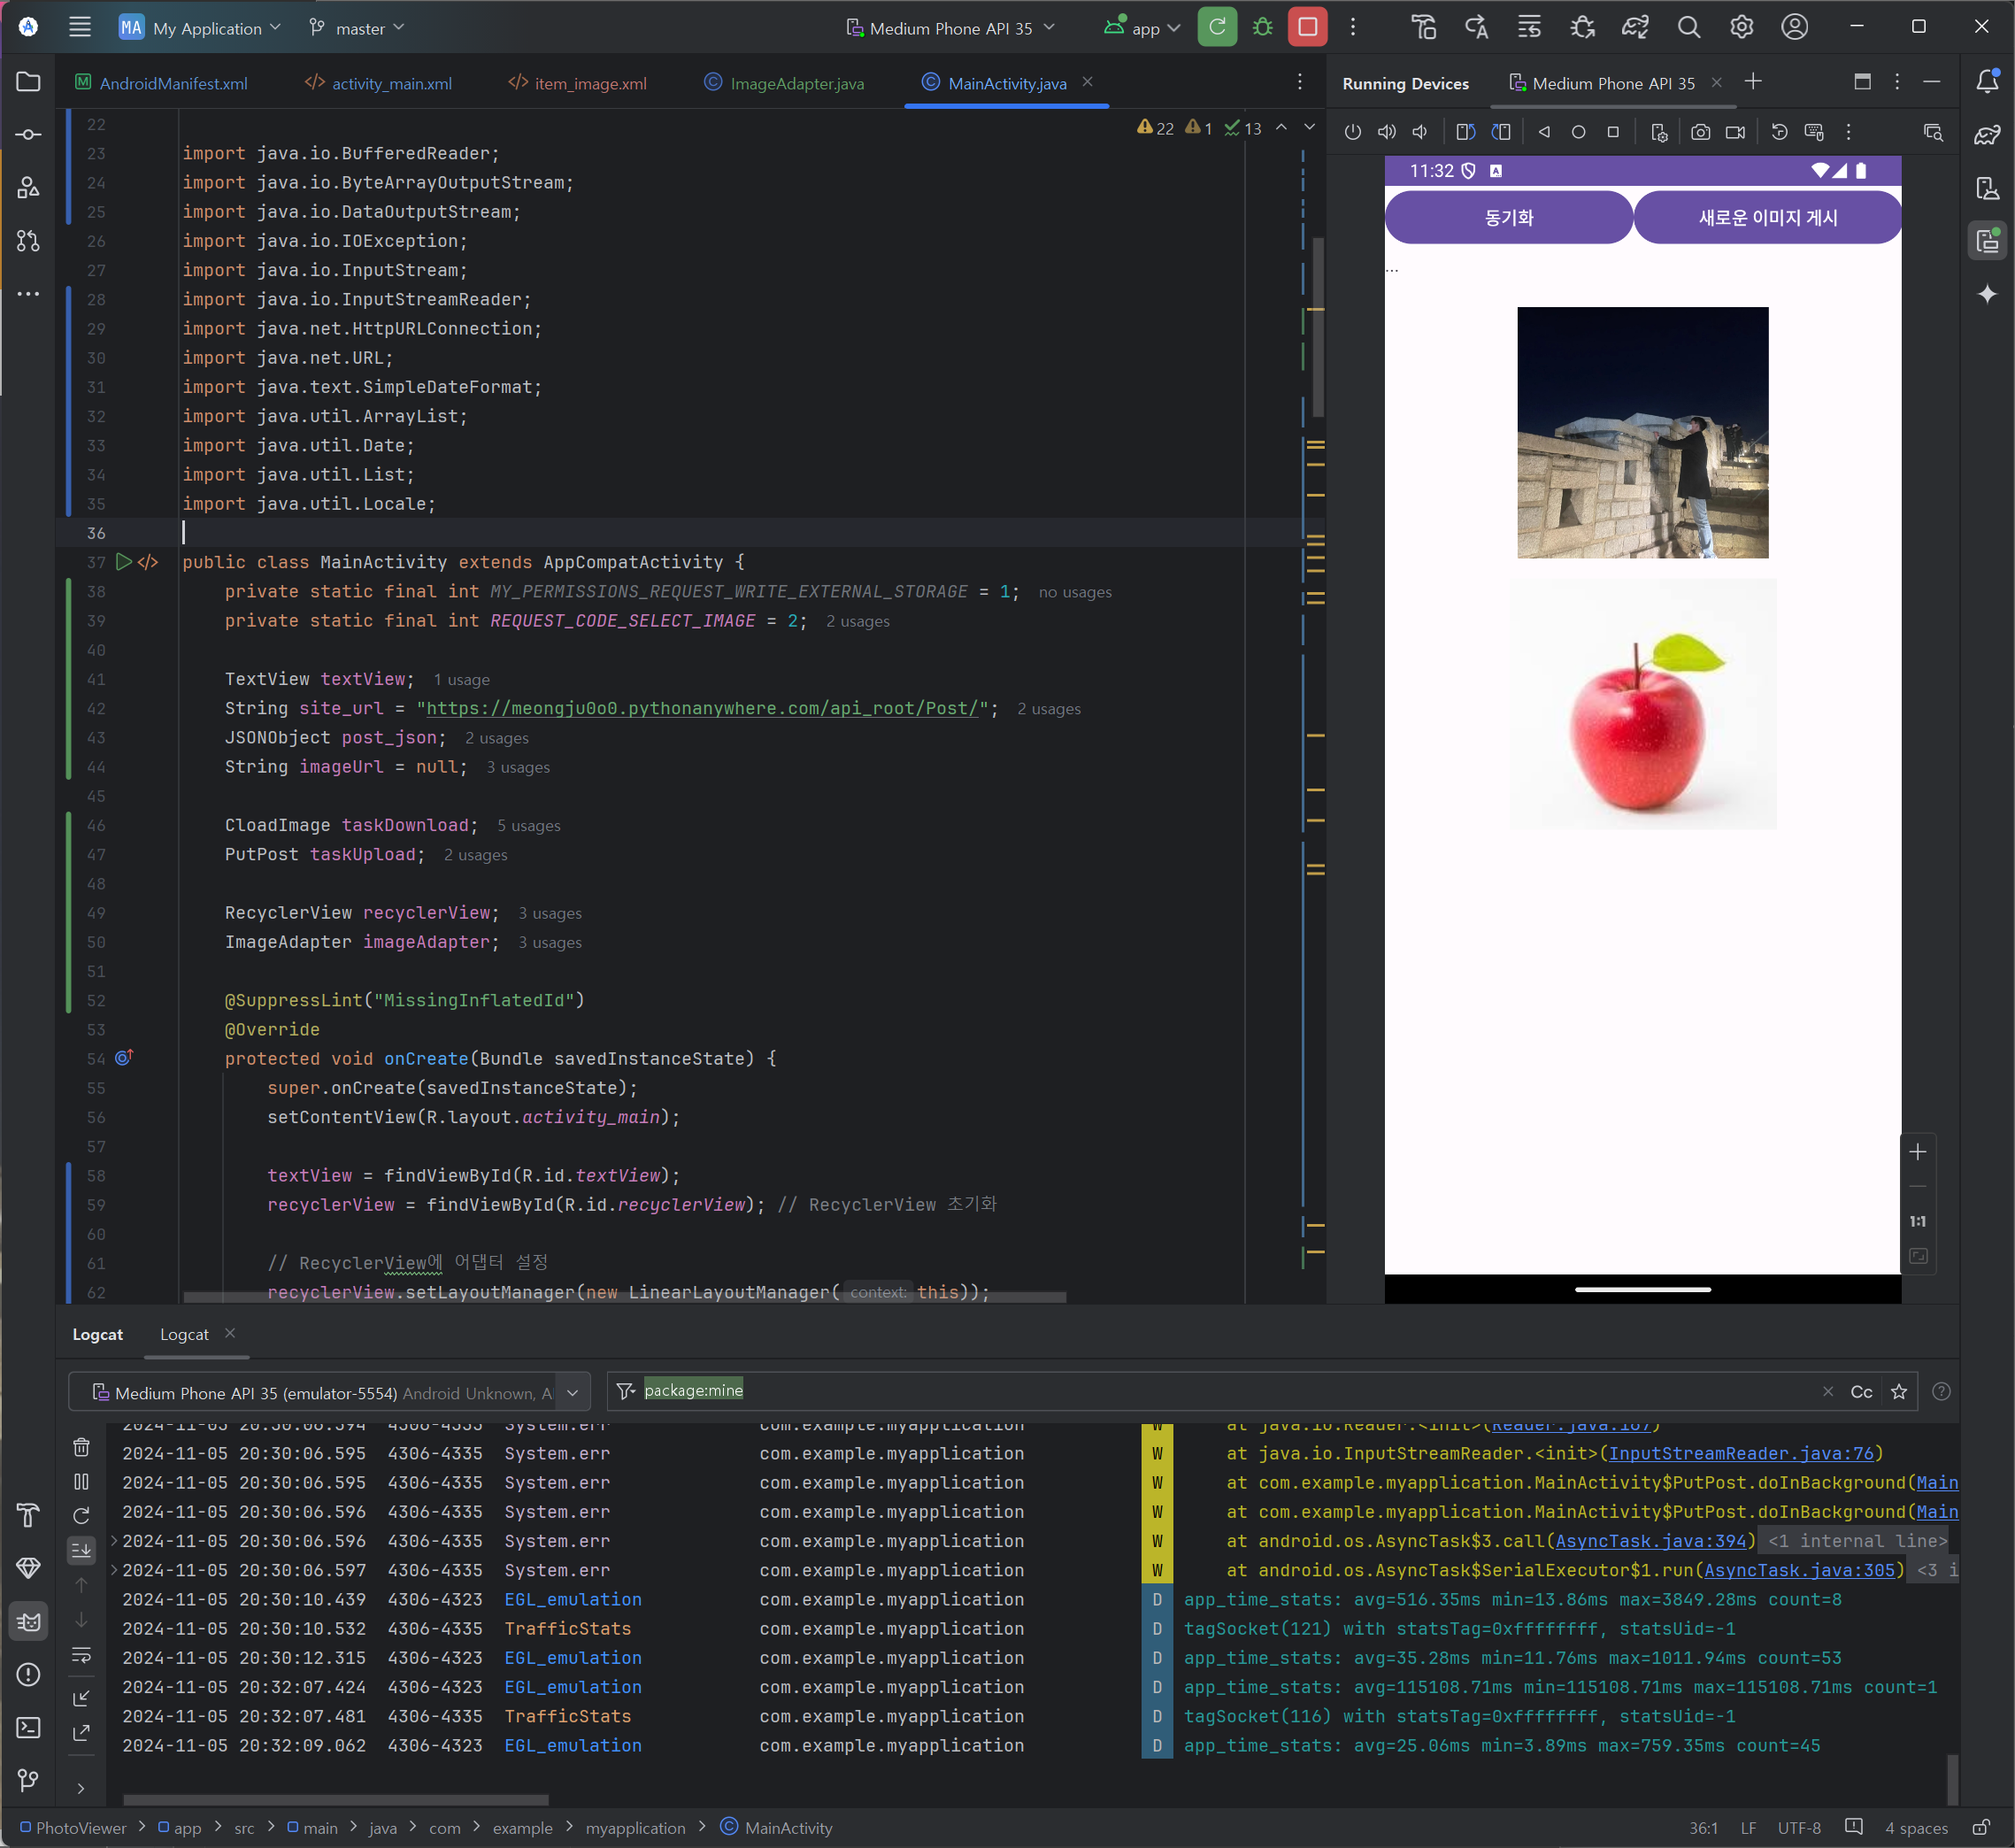 MA My Application master Medium Phone API 35 app
AndroidManifest.xml activity_main.xml item_image.xml ImageAdapter.java MainActivity.java
22 1 13
22
23 import java.io.BufferedReader;
24 import java.io.ByteArrayOutputStream;
25 import java.io.DataOutputStream;
26 import java.io.IOException;
27 import java.io.InputStream;
28 import java.io.InputStreamReader;
29 import java.net.HttpURLConnection;
30 import java.net.URL;
31 import java.text.SimpleDateFormat;
32 import java.util.ArrayList;
33 import java.util.Date;
34 import java.util.List;
35 import java.util.Locale;
36
37 public class MainActivity extends AppCompatActivity {
38 private static final int MY_PERMISSIONS_REQUEST_WRITE_EXTERNAL_STORAGE = 1; no usages
39 private static final int REQUEST_CODE_SELECT_IMAGE = 2; 2 usages
40
41 TextView textView; 1 usage
42 String site_url = "https://meongju0o0.pythonanywhere.com/api_root/Post/"; 2 usages
43 JSONObject post_json; 2 usages
44 String imageUrl = null; 3 usages
45
46 CloadImage taskDownload; 5 usages
47 PutPost taskUpload; 2 usages
48
49 RecyclerView recyclerView; 3 usages
50 ImageAdapter imageAdapter; 3 usages
51
52 @SuppressLint("MissingInflatedId")
53 @Override
54 protected void onCreate(Bundle savedInstanceState) {
55 super.onCreate(savedInstanceState);
56 setContentView(R.layout.activity_main);
57
58 textView = findViewById(R.id.textView);
59 recyclerView = findViewById(R.id.recyclerView); // RecyclerView 초기화
60
61 // RecyclerView에 어댑터 설정
62 recyclerView.setLayoutManager(new LinearLayoutManager( context: this));
Running Devices Medium Phone API 35
11:32
동기화 새로운 이미지 게시
...
1:1
Logcat Logcat
Medium Phone API 35 (emulator-5554) Android Unknown, A
package:mine
Cc
2024-11-05 20:30:06.594 4306-4335 System.err com.example.myapplication W at java.io.Reader.<init>(Reader.java:167)
2024-11-05 20:30:06.595 4306-4335 System.err com.example.myapplication W at java.io.InputStreamReader.<init>(InputStreamReader.java:76)
2024-11-05 20:30:06.595 4306-4335 System.err com.example.myapplication W at com.example.myapplication.MainActivity$PutPost.doInBackground(Main
2024-11-05 20:30:06.596 4306-4335 System.err com.example.myapplication W at com.example.myapplication.MainActivity$PutPost.doInBackground(Main
2024-11-05 20:30:06.596 4306-4335 System.err com.example.myapplication W at android.os.AsyncTask$3.call(AsyncTask.java:394) <1 internal line>
2024-11-05 20:30:06.597 4306-4335 System.err com.example.myapplication W at android.os.AsyncTask$SerialExecutor$1.run(AsyncTask.java:305) <3 i
2024-11-05 20:30:10.439 4306-4323 EGL_emulation com.example.myapplication D app_time_stats: avg=516.35ms min=13.86ms max=3849.28ms count=8
2024-11-05 20:30:10.532 4306-4335 TrafficStats com.example.myapplication D tagSocket(121) with statsTag=0xffffffff, statsUid=-1
2024-11-05 20:30:12.315 4306-4323 EGL_emulation com.example.myapplication D app_time_stats: avg=35.28ms min=11.76ms max=1011.94ms count=53
2024-11-05 20:32:07.424 4306-4323 EGL_emulation com.example.myapplication D app_time_stats: avg=115108.71ms min=115108.71ms max=115108.71ms count=1
2024-11-05 20:32:07.481 4306-4335 TrafficStats com.example.myapplication D tagSocket(116) with statsTag=0xffffffff, statsUid=-1
2024-11-05 20:32:09.062 4306-4323 EGL_emulation com.example.myapplication D app_time_stats: avg=25.06ms min=3.89ms max=759.35ms count=45
PhotoViewer > app > src > main > java > com > example > myapplication > MainActivity
36:1 LF UTF-8 4 spaces